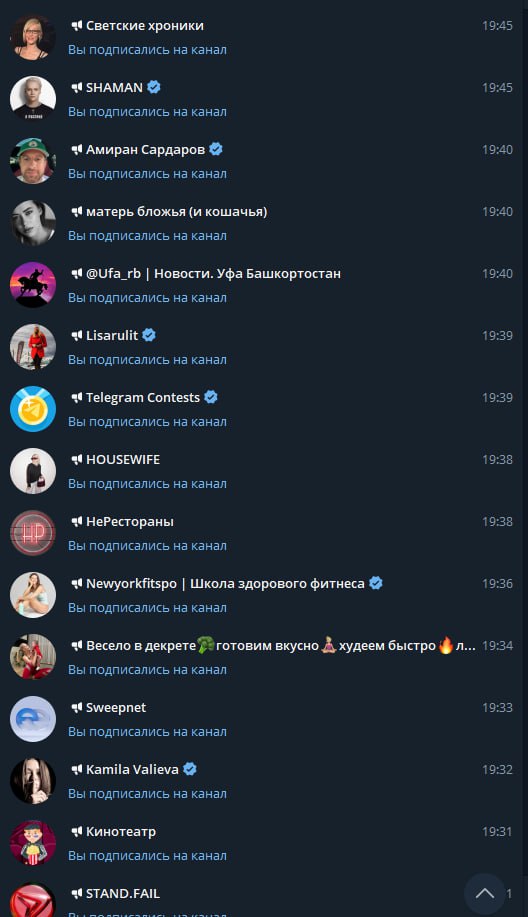 Светские хроники 19:45
Вы подписались на канал
SHAMAN 19:45
Вы подписались на канал
Амиран Сардаров 19:40
Вы подписались на канал
матерь бложья (и кошачья) 19:40
Вы подписались на канал
@Ufa_rb | Новости. Уфа Башкортостан 19:40
Вы подписались на канал
Lisarulit 19:39
Вы подписались на канал
Telegram Contests 19:39
Вы подписались на канал
HOUSEWIFE 19:38
Вы подписались на канал
НР
НеРестораны 19:38
Вы подписались на канал
Newyorkfitspo | Школа здорового фитнеса 19:36
Вы подписались на канал
Весело в декрете🥦готовим вкусно🧘🏼‍♀️худеем быстро🔥л... 19:34
Вы подписались на канал
Sweepnet 19:33
Вы подписались на канал
Kamila Valieva 19:32
Вы подписались на канал
Кинотеатр 19:31
Вы подписались на канал
STAND.FAIL 1